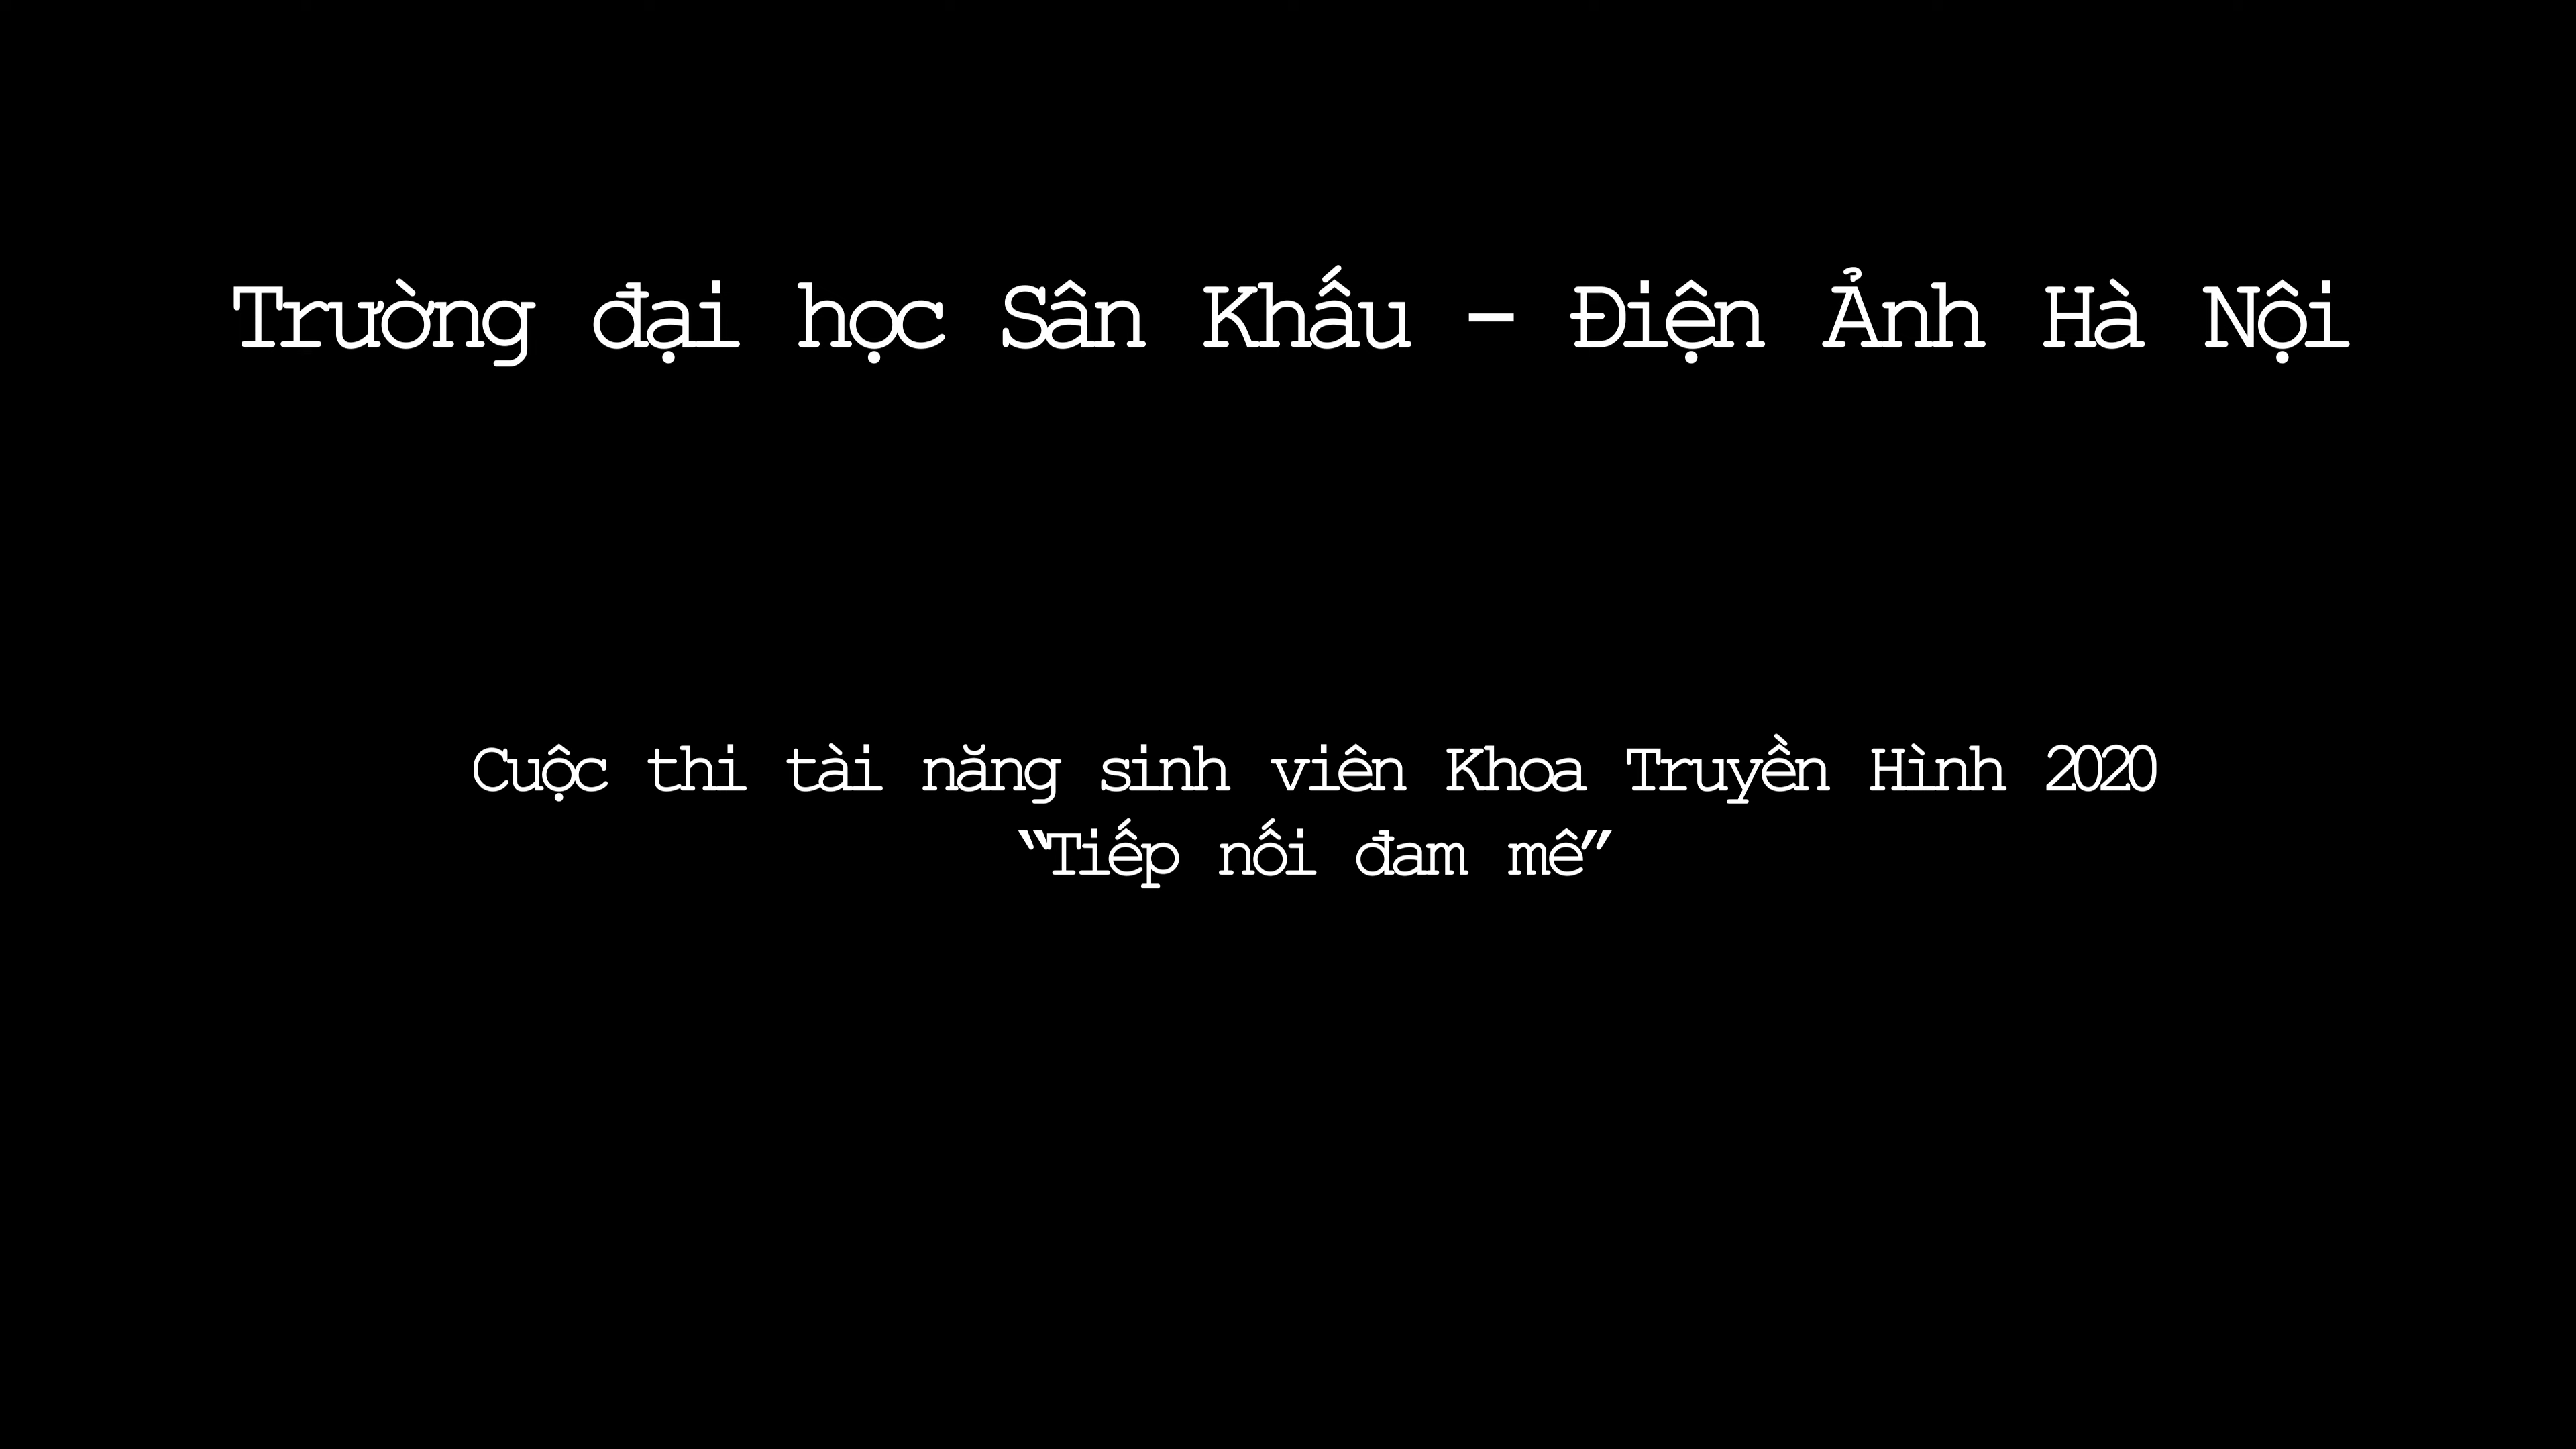 Trường đại học Sân Khấu - Điện Ảnh Hà Nội
Cuộc thi tài năng sinh viên Khoa Truyền Hình 2020
“Tiếp nối đam mê”